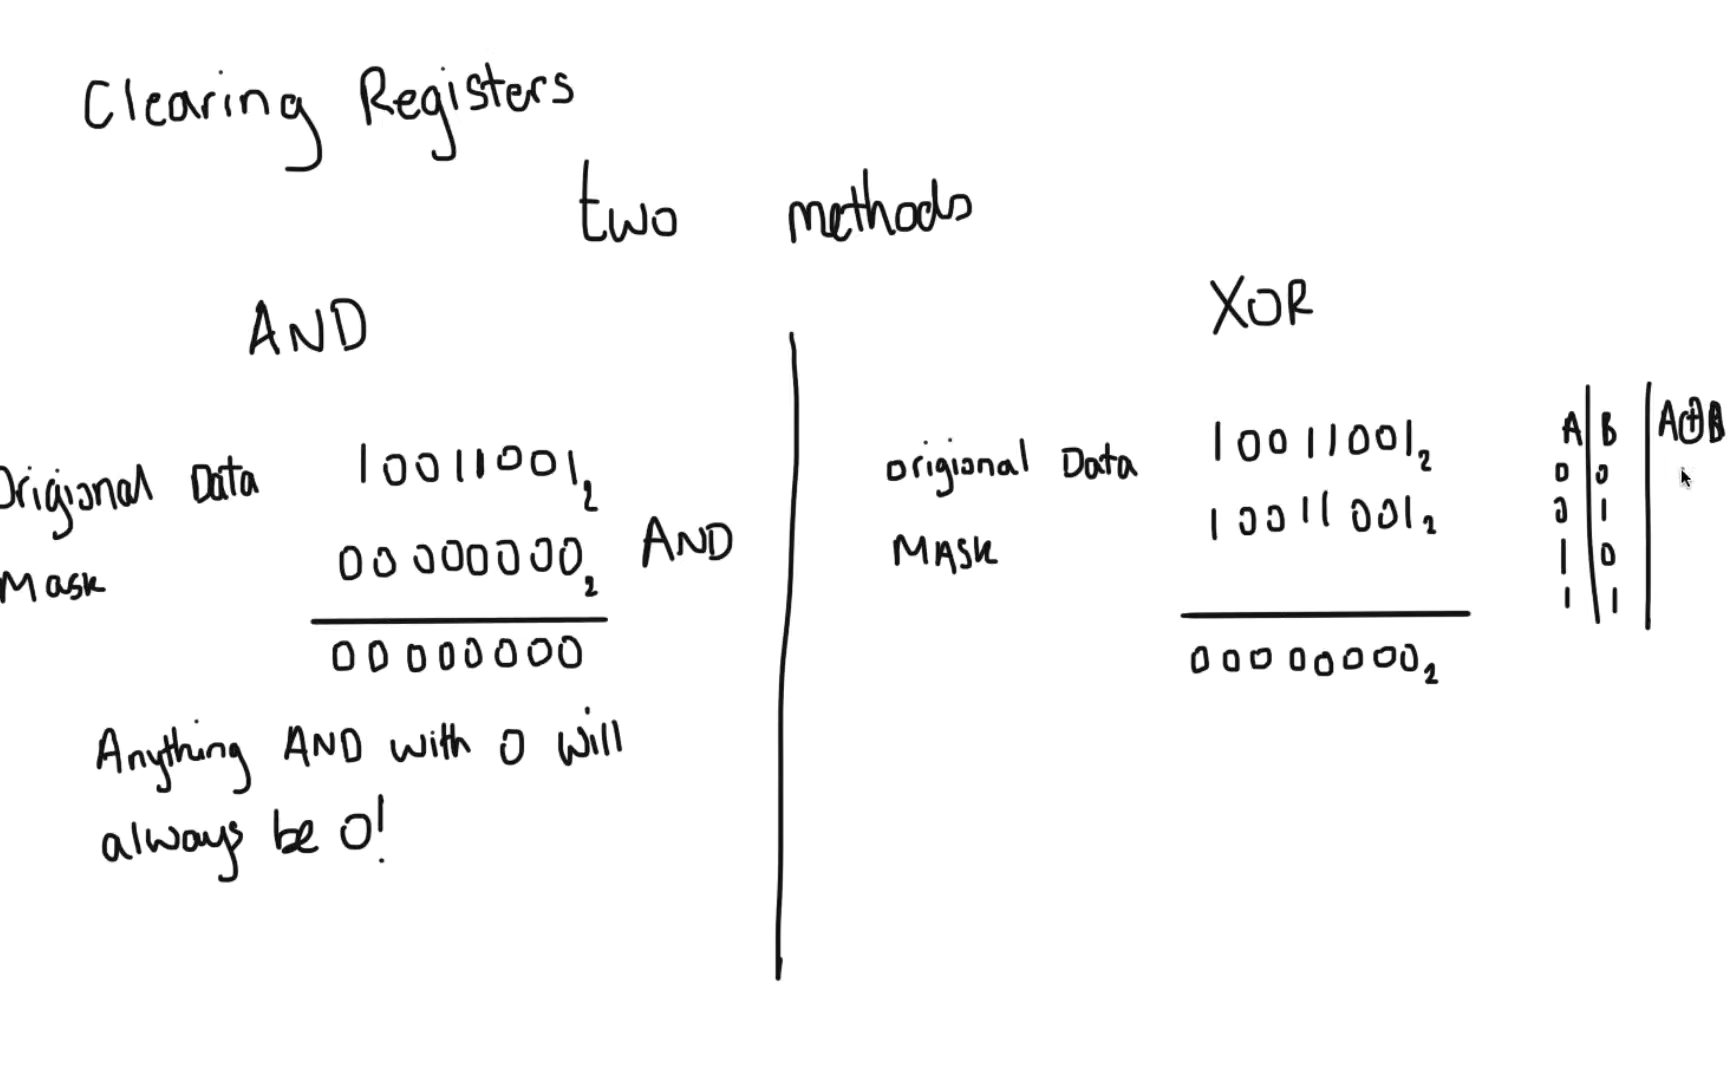 Clearing Registers
two methods
AND
Origional Data 10011001₂
Mask 00000000₂ AND
00000000
Anything AND with 0 will
always be 0!
XOR
Origional Data 10011001₂
MASK 10011001₂
00000000₂
A B A⊕B
0 0
0 1
1 0
1 1